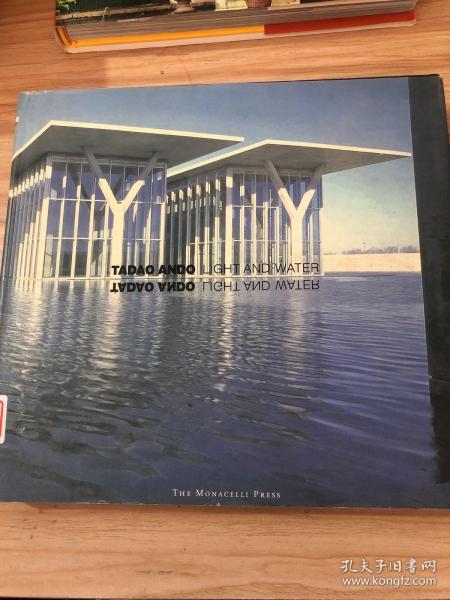 TADAO ANDO LIGHT AND WATER
TADAO ANDO LIGHT AND WATER
THE MONACELLI PRESS
孔夫子旧书网
www.kongfz.com